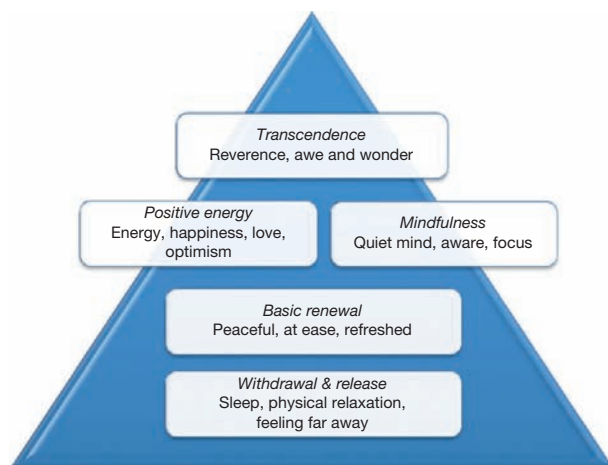 Transcendence
Reverence, awe and wonder
Positive energy
Energy, happiness, love,
optimism
Mindfulness
Quiet mind, aware, focus
Basic renewal
Peaceful, at ease, refreshed
Withdrawal & release
Sleep, physical relaxation,
feeling far away